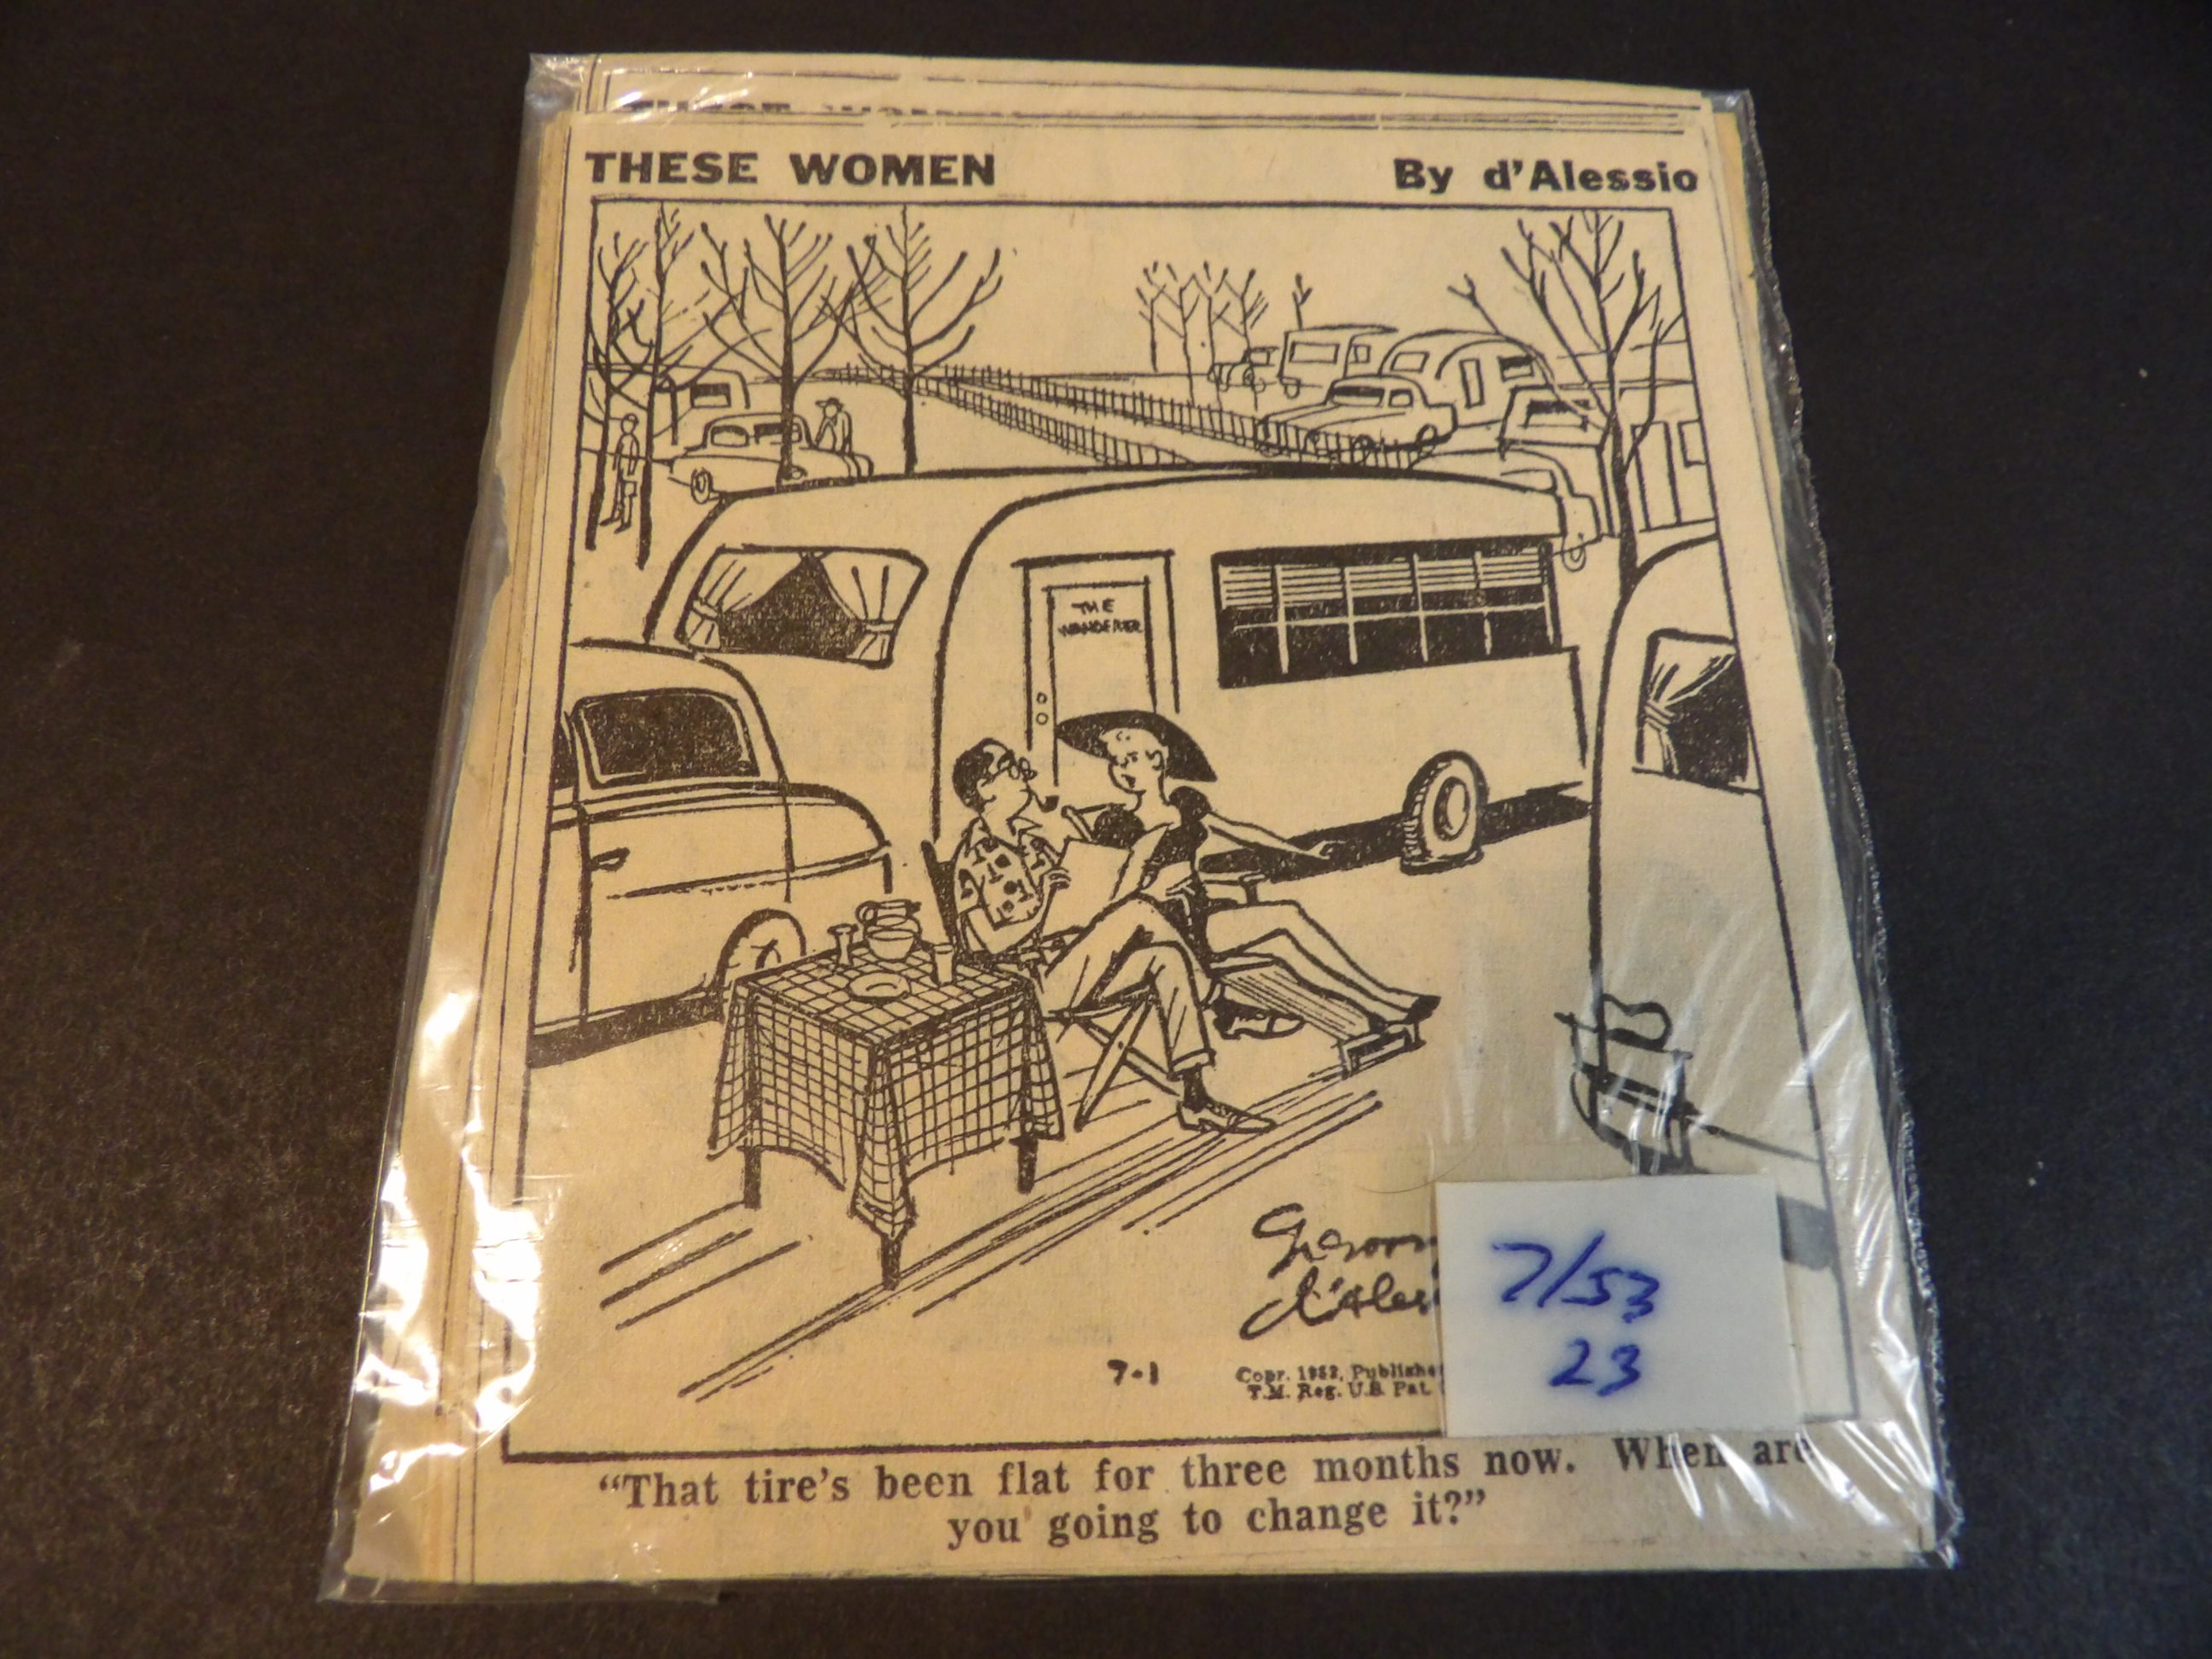 THESE WOMEN By d'Alessio
THE
WANDERER
7-1
Copr. 1953, Publishe
T.M. Reg. U.S. Pat.
7/53
23
“That tire's been flat for three months now. When are
you going to change it?”